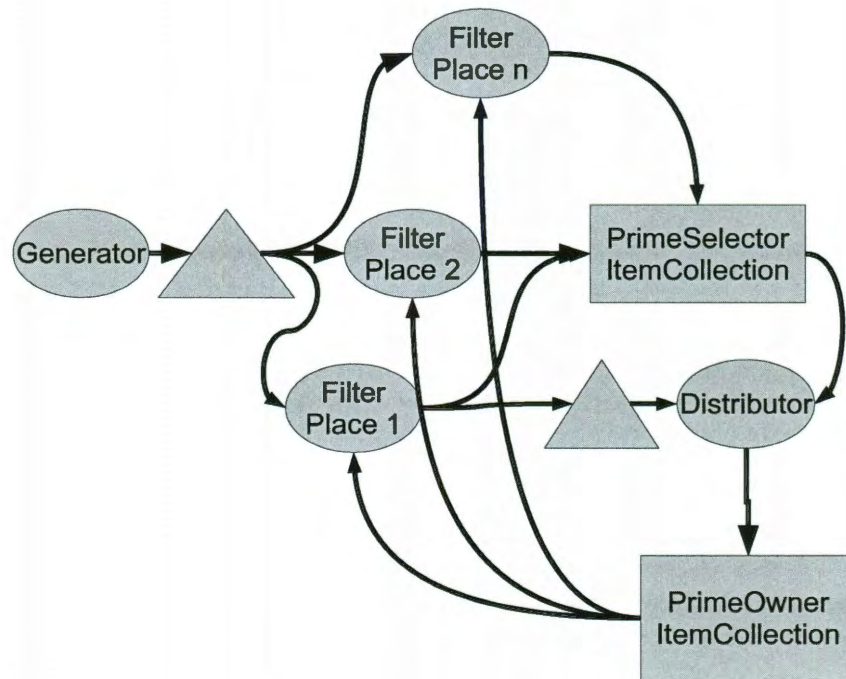 Filter
Place n
Generator
Filter
Place 2
PrimeSelector
ItemCollection
Filter
Place 1
Distributor
PrimeOwner
ItemCollection